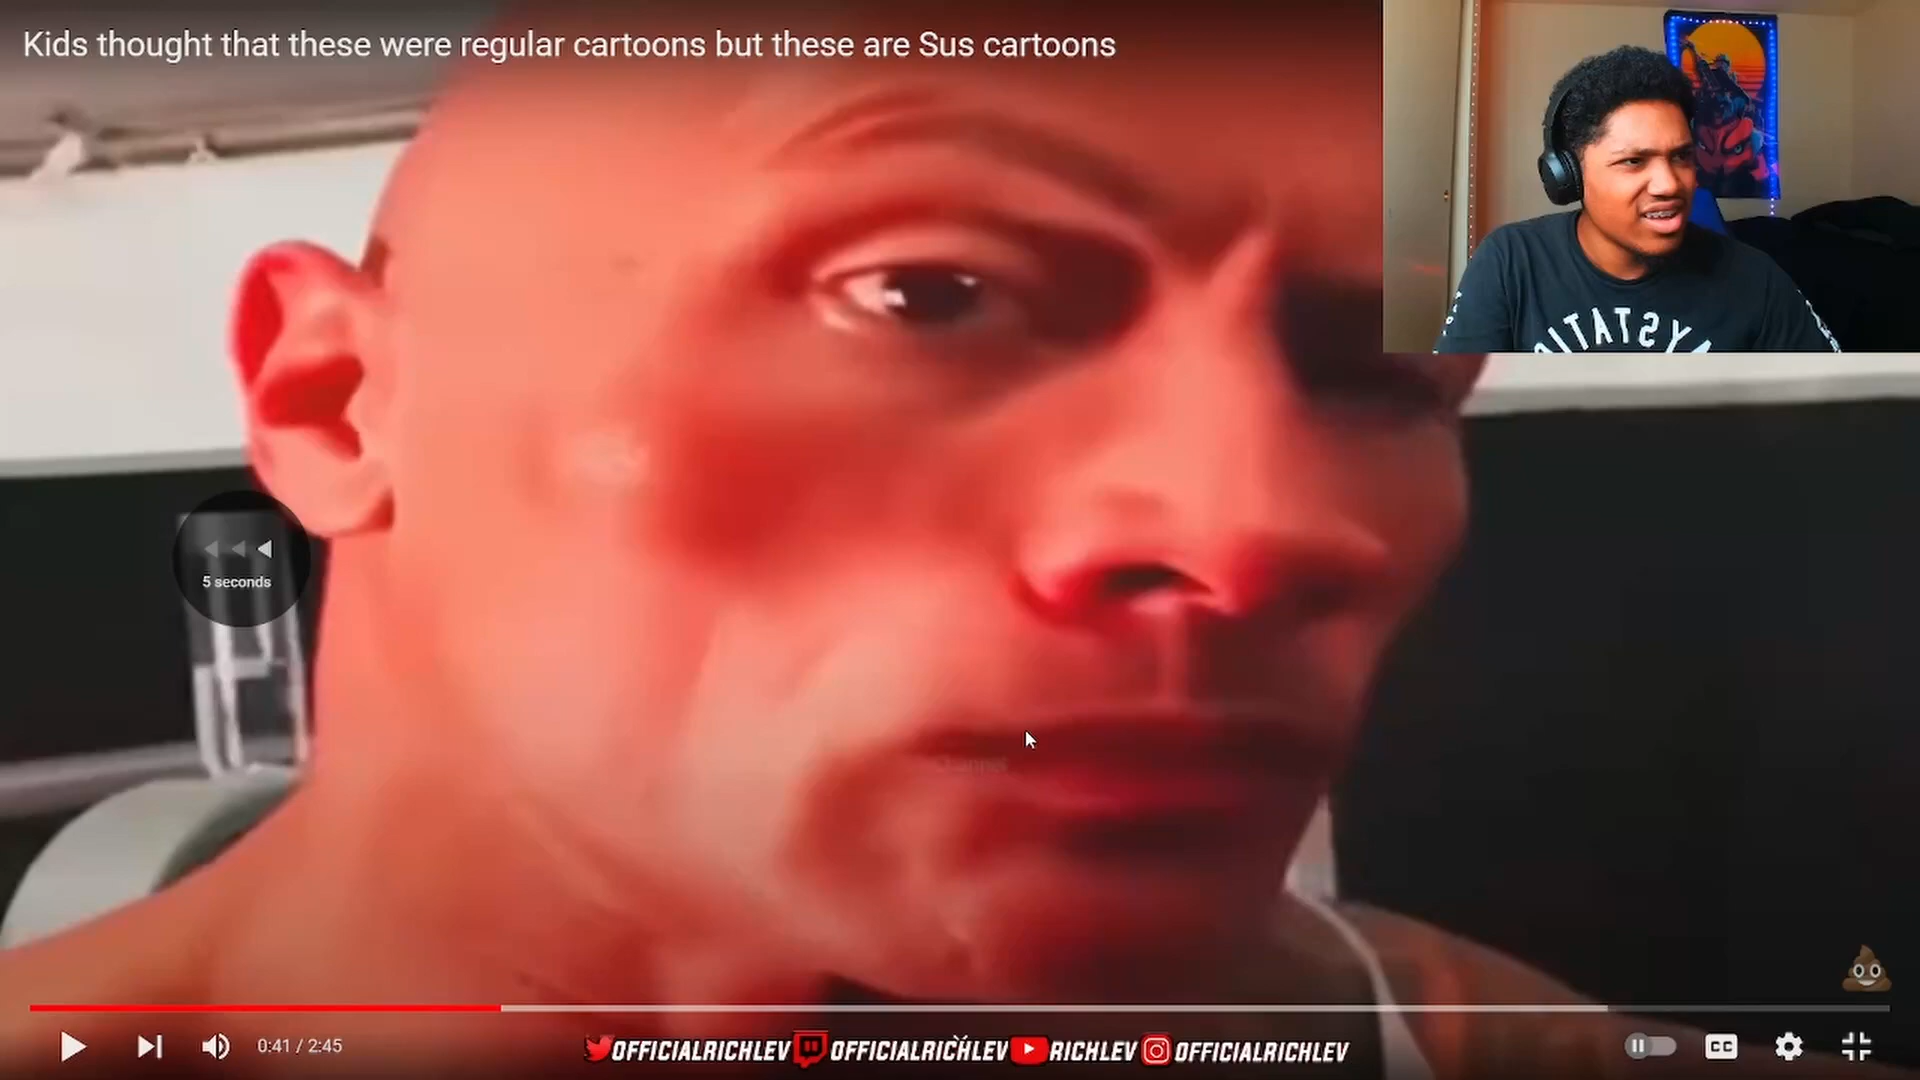 Kids thought that these were regular cartoons but these are Sus cartoons
5 seconds
0:41 / 2:45
OFFICIALRICHLEV OFFICIALRICHLEV RICHLEV OFFICIALRICHLEV
CC